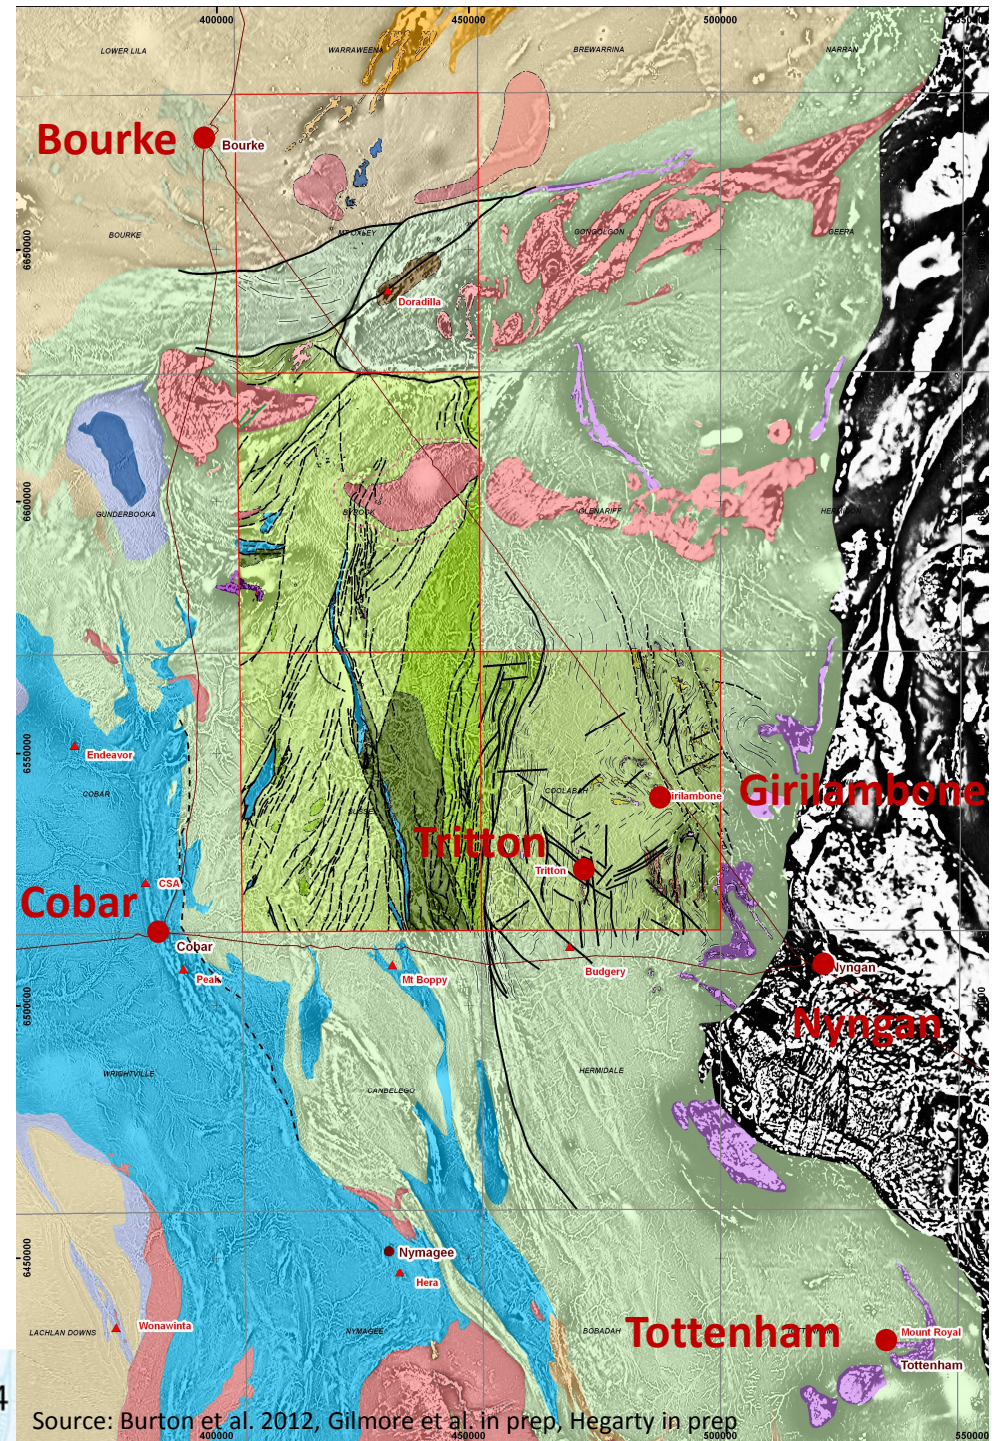 400000
450000
500000
550000
LOWER LILA
WARRAWEENA
BREWARRINA
NARRAN
Bourke
Bourke
BOURKE
MT OXLEY
GONGOLGON
GEERA
6650000
Doradilla
GUNDERBOOKA
BYROCK
GLENARIFF
6600000
Endeavor
COBAR
6550000
COOLABAH
Girilambone
Girilambone
Tritton
Tritton
CSA
Cobar
Cobar
Peak
Mt Boppy
Budgery
Nyngan
Nyngan
6500000
WRIGHTVILLE
CANBELEGO
HERMIDALE
6450000
Nymagee
Hera
Wonawinta
LACHLAN DOWNS
NYMAGEE
BOBADAH
Tottenham
Mount Royal
Tottenham
4
Source: Burton et al. 2012, Gilmore et al. in prep, Hegarty in prep
400000
450000
500000
550000